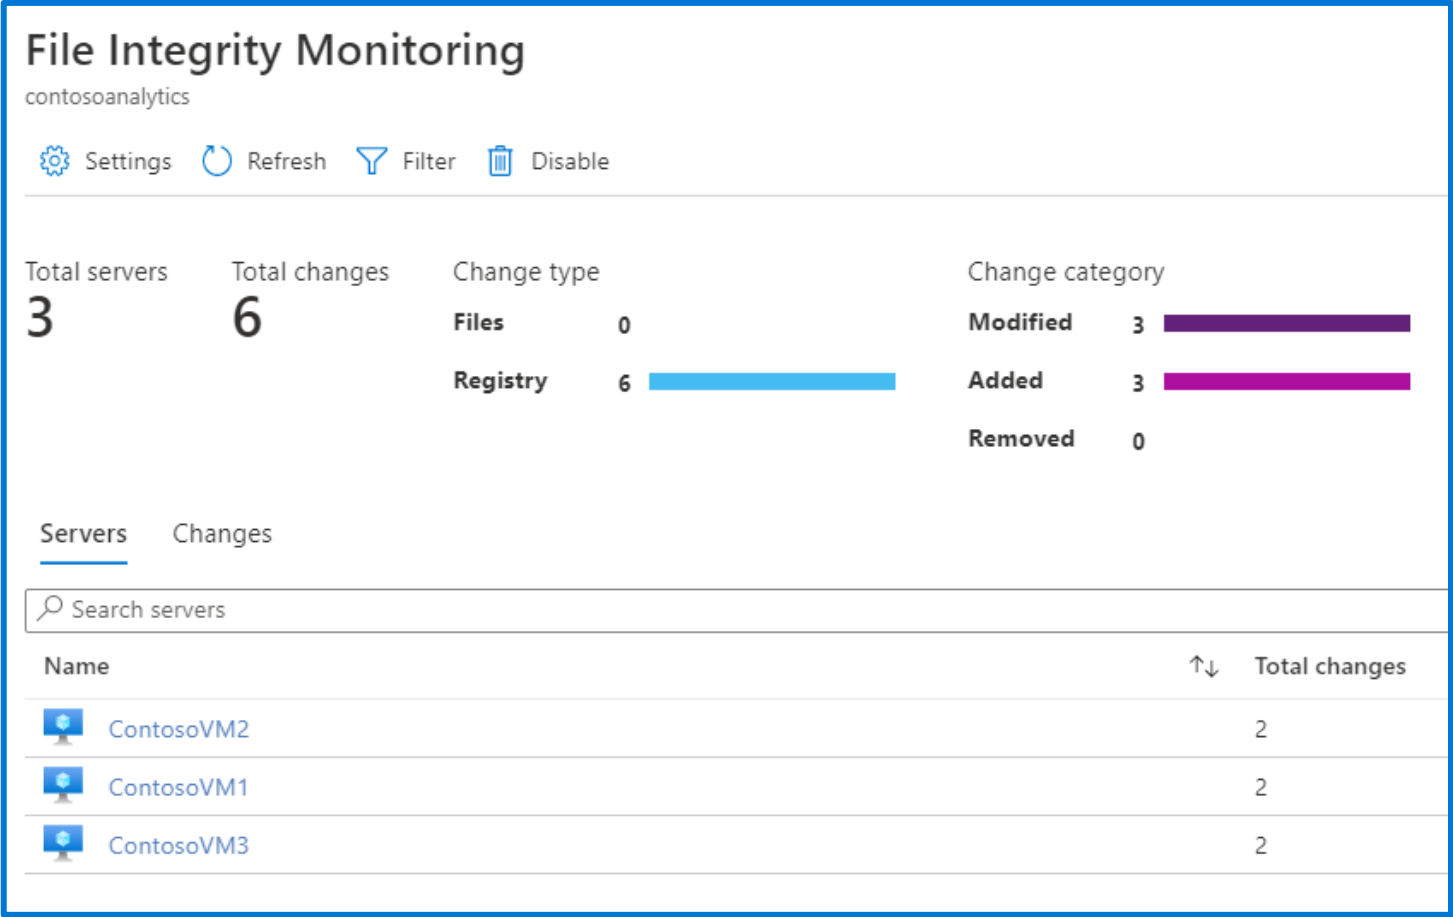 File Integrity Monitoring
contosoanalytics
Settings Refresh Filter Disable
Total servers Total changes Change type Change category
3 6
Files 0 Modified 3
Registry 6 Added 3
Removed 0
Servers Changes
Search servers
Name Total changes
ContosoVM2 2
ContosoVM1 2
ContosoVM3 2